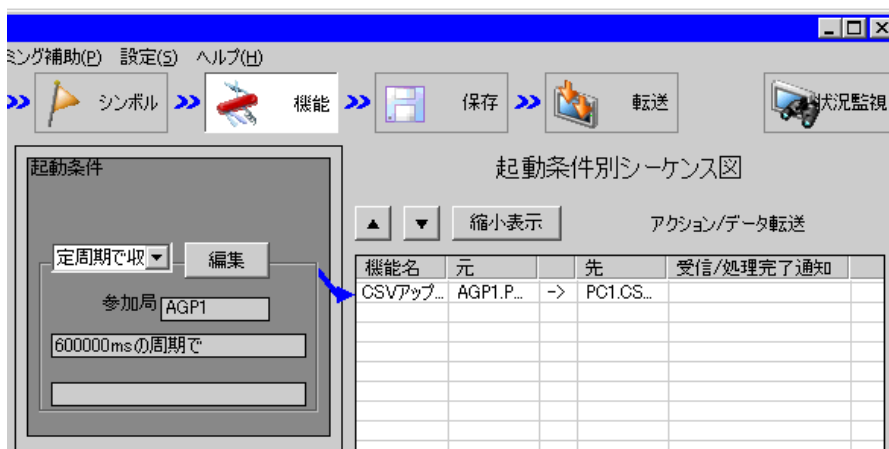 ミング補助(P) 設定(S) ヘルプ(H)
シンボル 機能 保存 転送 状況監視
起動条件
起動条件別シーケンス図
縮小表示 アクション/データ転送
定周期で収 編集
参加局 AGP1
600000msの周期で
機能名 元 先 受信/処理完了通知
CSVアップ... AGP1.P... -> PC1.CS...